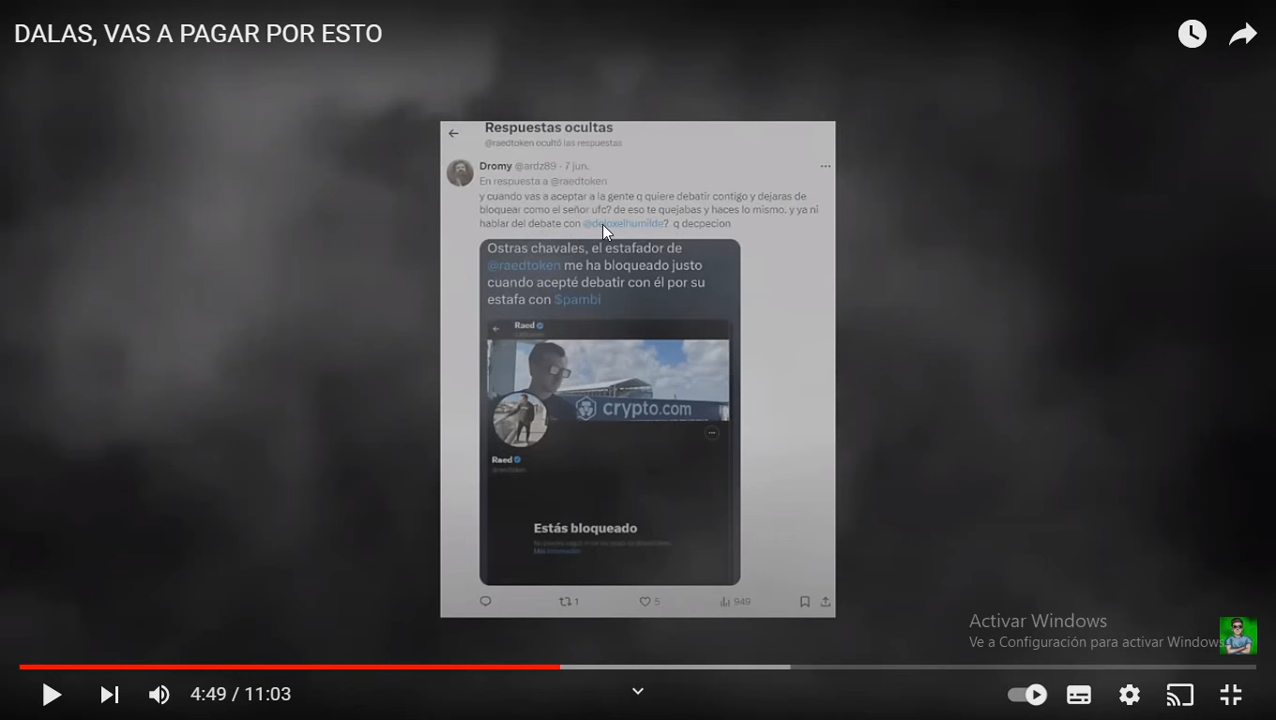 DALAS, VAS A PAGAR POR ESTO
Respuestas ocultas
@raedtoken ocultó las respuestas
Dromy @ardz89 · 7 jun.
En respuesta a @raedtoken
y cuando vas a aceptar a la gente q quiere debatir contigo y dejaras de
bloquear como el señor ufc? de eso te quejabas y haces lo mismo. y ya ni
hablar del debate con ? q decpecion
Ostras chavales, el estafador de
@raedtoken me ha bloqueado justo
cuando acepté debatir con él por su
estafa con Spambi
Raed
crypto.com
Raed
Estás bloqueado
1
5
949
Activar Windows
Ve a Configuración para activar Windows.
4:49 / 11:03